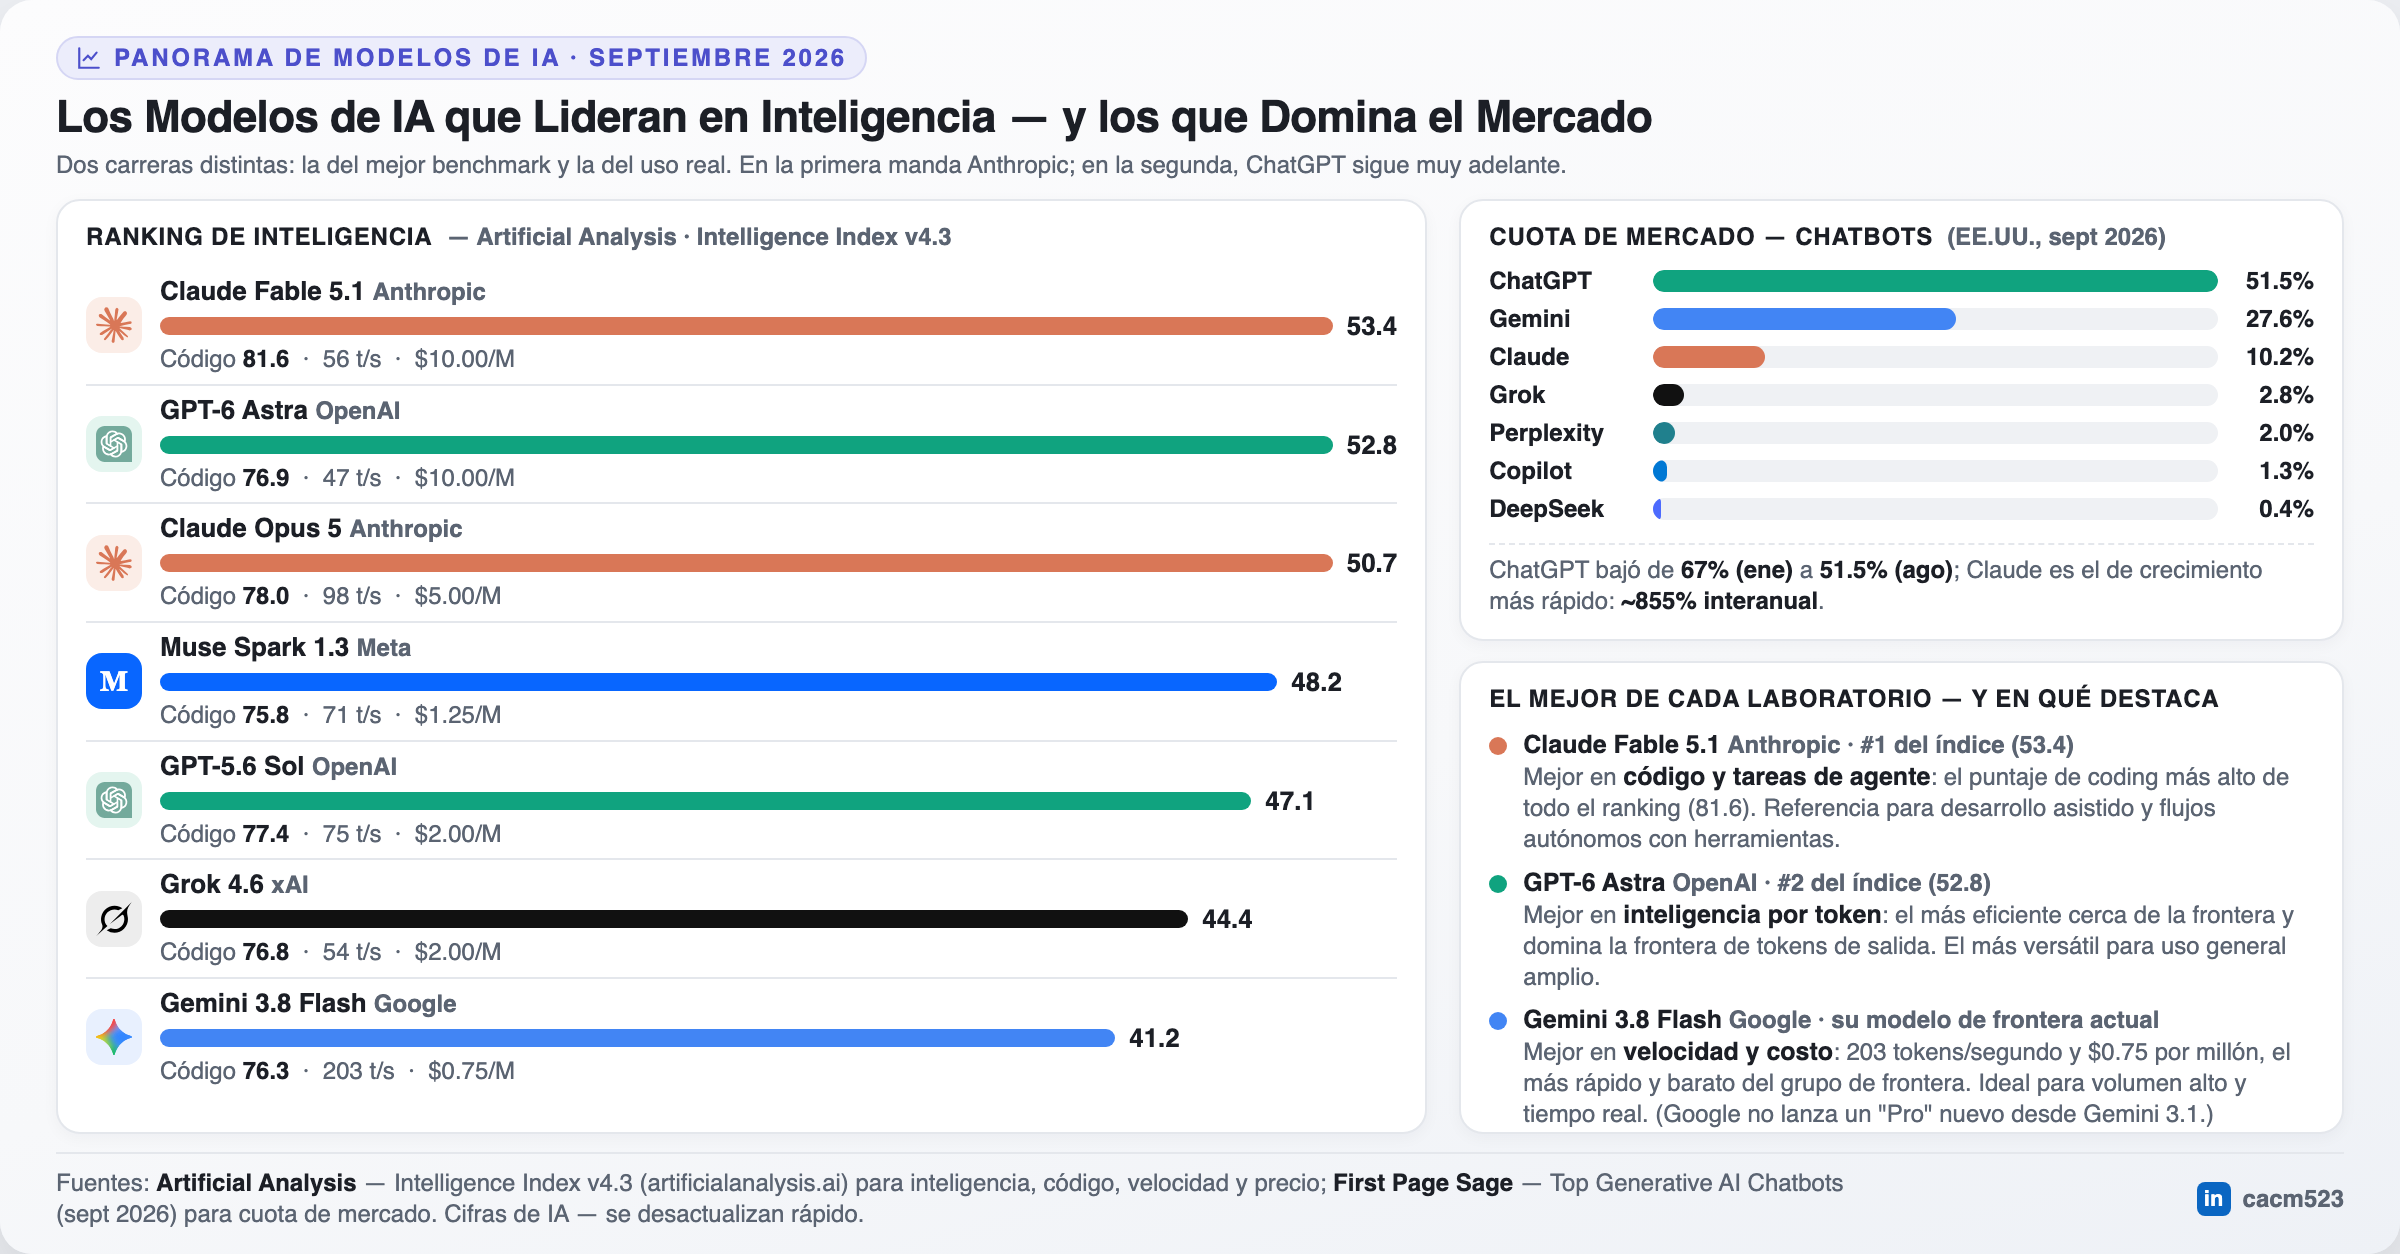 PANORAMA DE MODELOS DE IA · SEPTIEMBRE 2026
Los Modelos de IA que Lideran en Inteligencia — y los que Domina el Mercado
Dos carreras distintas: la del mejor benchmark y la del uso real. En la primera manda Anthropic; en la segunda, ChatGPT sigue muy adelante.
RANKING DE INTELIGENCIA — Artificial Analysis · Intelligence Index v4.3
Claude Fable 5.1 Anthropic
53.4
Código 81.6 · 56 t/s · $10.00/M
GPT-6 Astra OpenAI
52.8
Código 76.9 · 47 t/s · $10.00/M
Claude Opus 5 Anthropic
50.7
Código 78.0 · 98 t/s · $5.00/M
M
Muse Spark 1.3 Meta
48.2
Código 75.8 · 71 t/s · $1.25/M
GPT-5.6 Sol OpenAI
47.1
Código 77.4 · 75 t/s · $2.00/M
Grok 4.6 xAI
44.4
Código 76.8 · 54 t/s · $2.00/M
Gemini 3.8 Flash Google
41.2
Código 76.3 · 203 t/s · $0.75/M
CUOTA DE MERCADO — CHATBOTS (EE.UU., sept 2026)
ChatGPT 51.5%
Gemini 27.6%
Claude 10.2%
Grok 2.8%
Perplexity 2.0%
Copilot 1.3%
DeepSeek 0.4%
ChatGPT bajó de 67% (ene) a 51.5% (ago); Claude es el de crecimiento
más rápido: ~855% interanual.
EL MEJOR DE CADA LABORATORIO — Y EN QUÉ DESTACA
Claude Fable 5.1 Anthropic · #1 del índice (53.4)
Mejor en código y tareas de agente: el puntaje de coding más alto de
todo el ranking (81.6). Referencia para desarrollo asistido y flujos
autónomos con herramientas.
GPT-6 Astra OpenAI · #2 del índice (52.8)
Mejor en inteligencia por token: el más eficiente cerca de la frontera y
domina la frontera de tokens de salida. El más versátil para uso general
amplio.
Gemini 3.8 Flash Google · su modelo de frontera actual
Mejor en velocidad y costo: 203 tokens/segundo y $0.75 por millón, el
más rápido y barato del grupo de frontera. Ideal para volumen alto y
tiempo real. (Google no lanza un "Pro" nuevo desde Gemini 3.1.)
Fuentes: Artificial Analysis — Intelligence Index v4.3 (artificialanalysis.ai) para inteligencia, código, velocidad y precio; First Page Sage — Top Generative AI Chatbots
(sept 2026) para cuota de mercado. Cifras de IA — se desactualizan rápido.
in cacm523